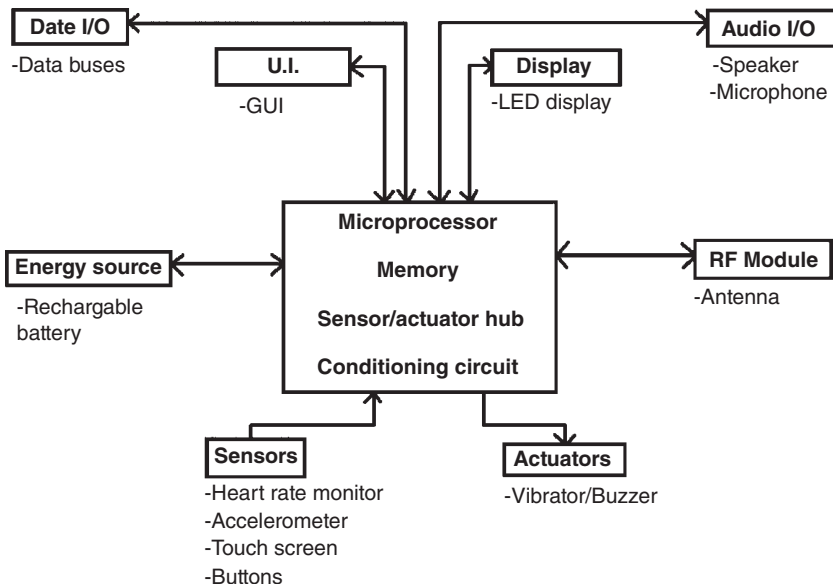 Date I/O
-Data buses
U.I.
-GUI
Display
-LED display
Audio I/O
-Speaker
-Microphone
Microprocessor
Memory
Sensor/actuator hub
Conditioning circuit
Energy source
-Rechargable
battery
RF Module
-Antenna
Sensors
-Heart rate monitor
-Accelerometer
-Touch screen
-Buttons
Actuators
-Vibrator/Buzzer